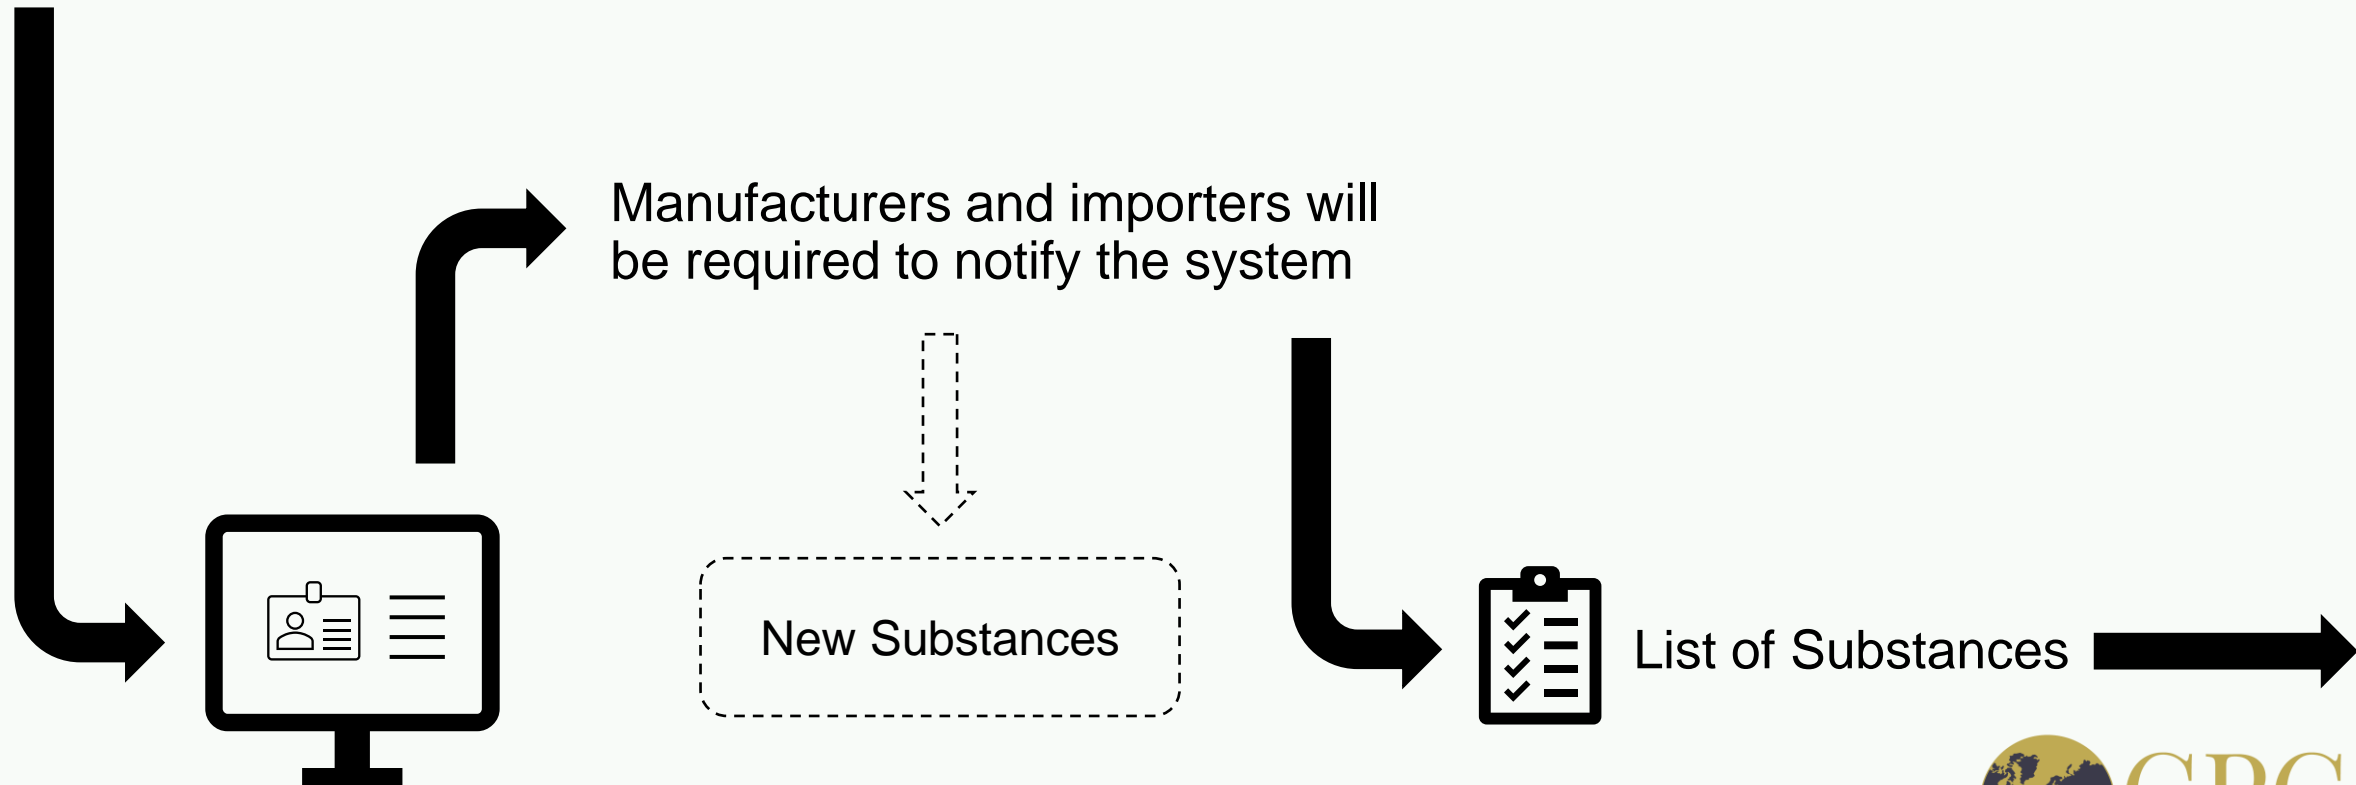 Manufacturers and importers will
be required to notify the system
New Substances
List of Substances